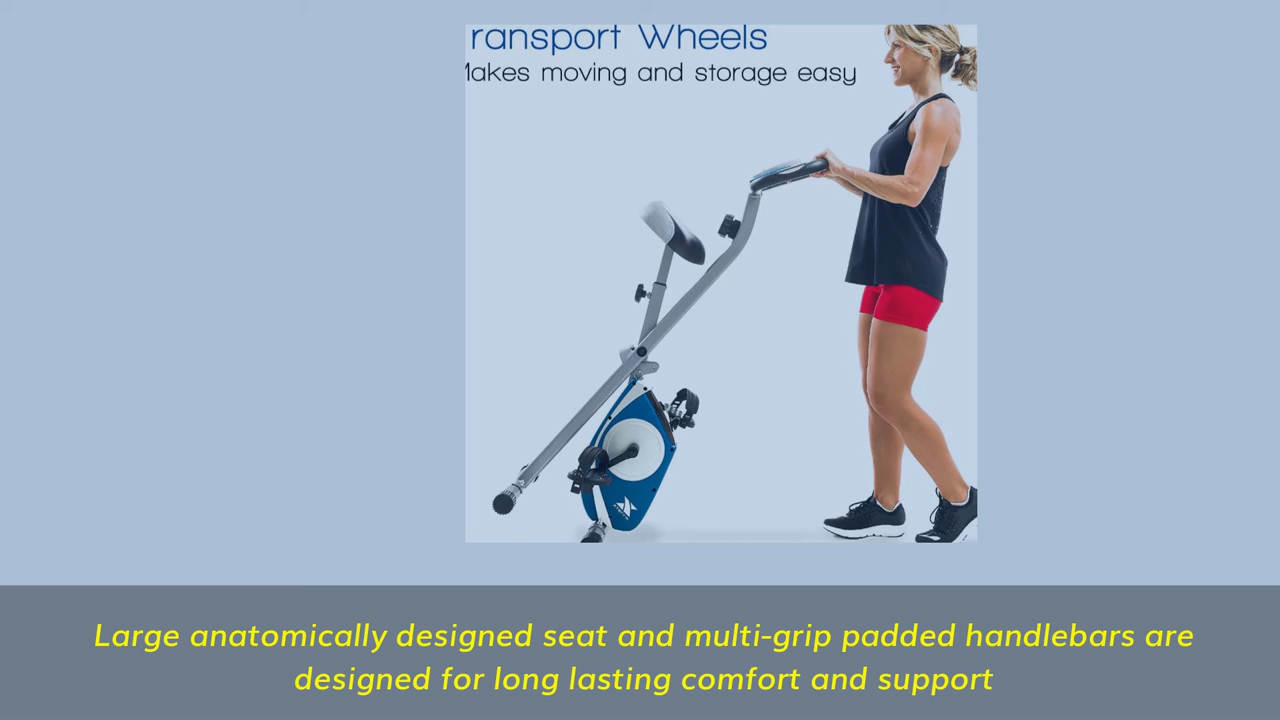 ransport Wheels
Makes moving and storage easy
Large anatomically designed seat and multi-grip padded handlebars are
designed for long lasting comfort and support